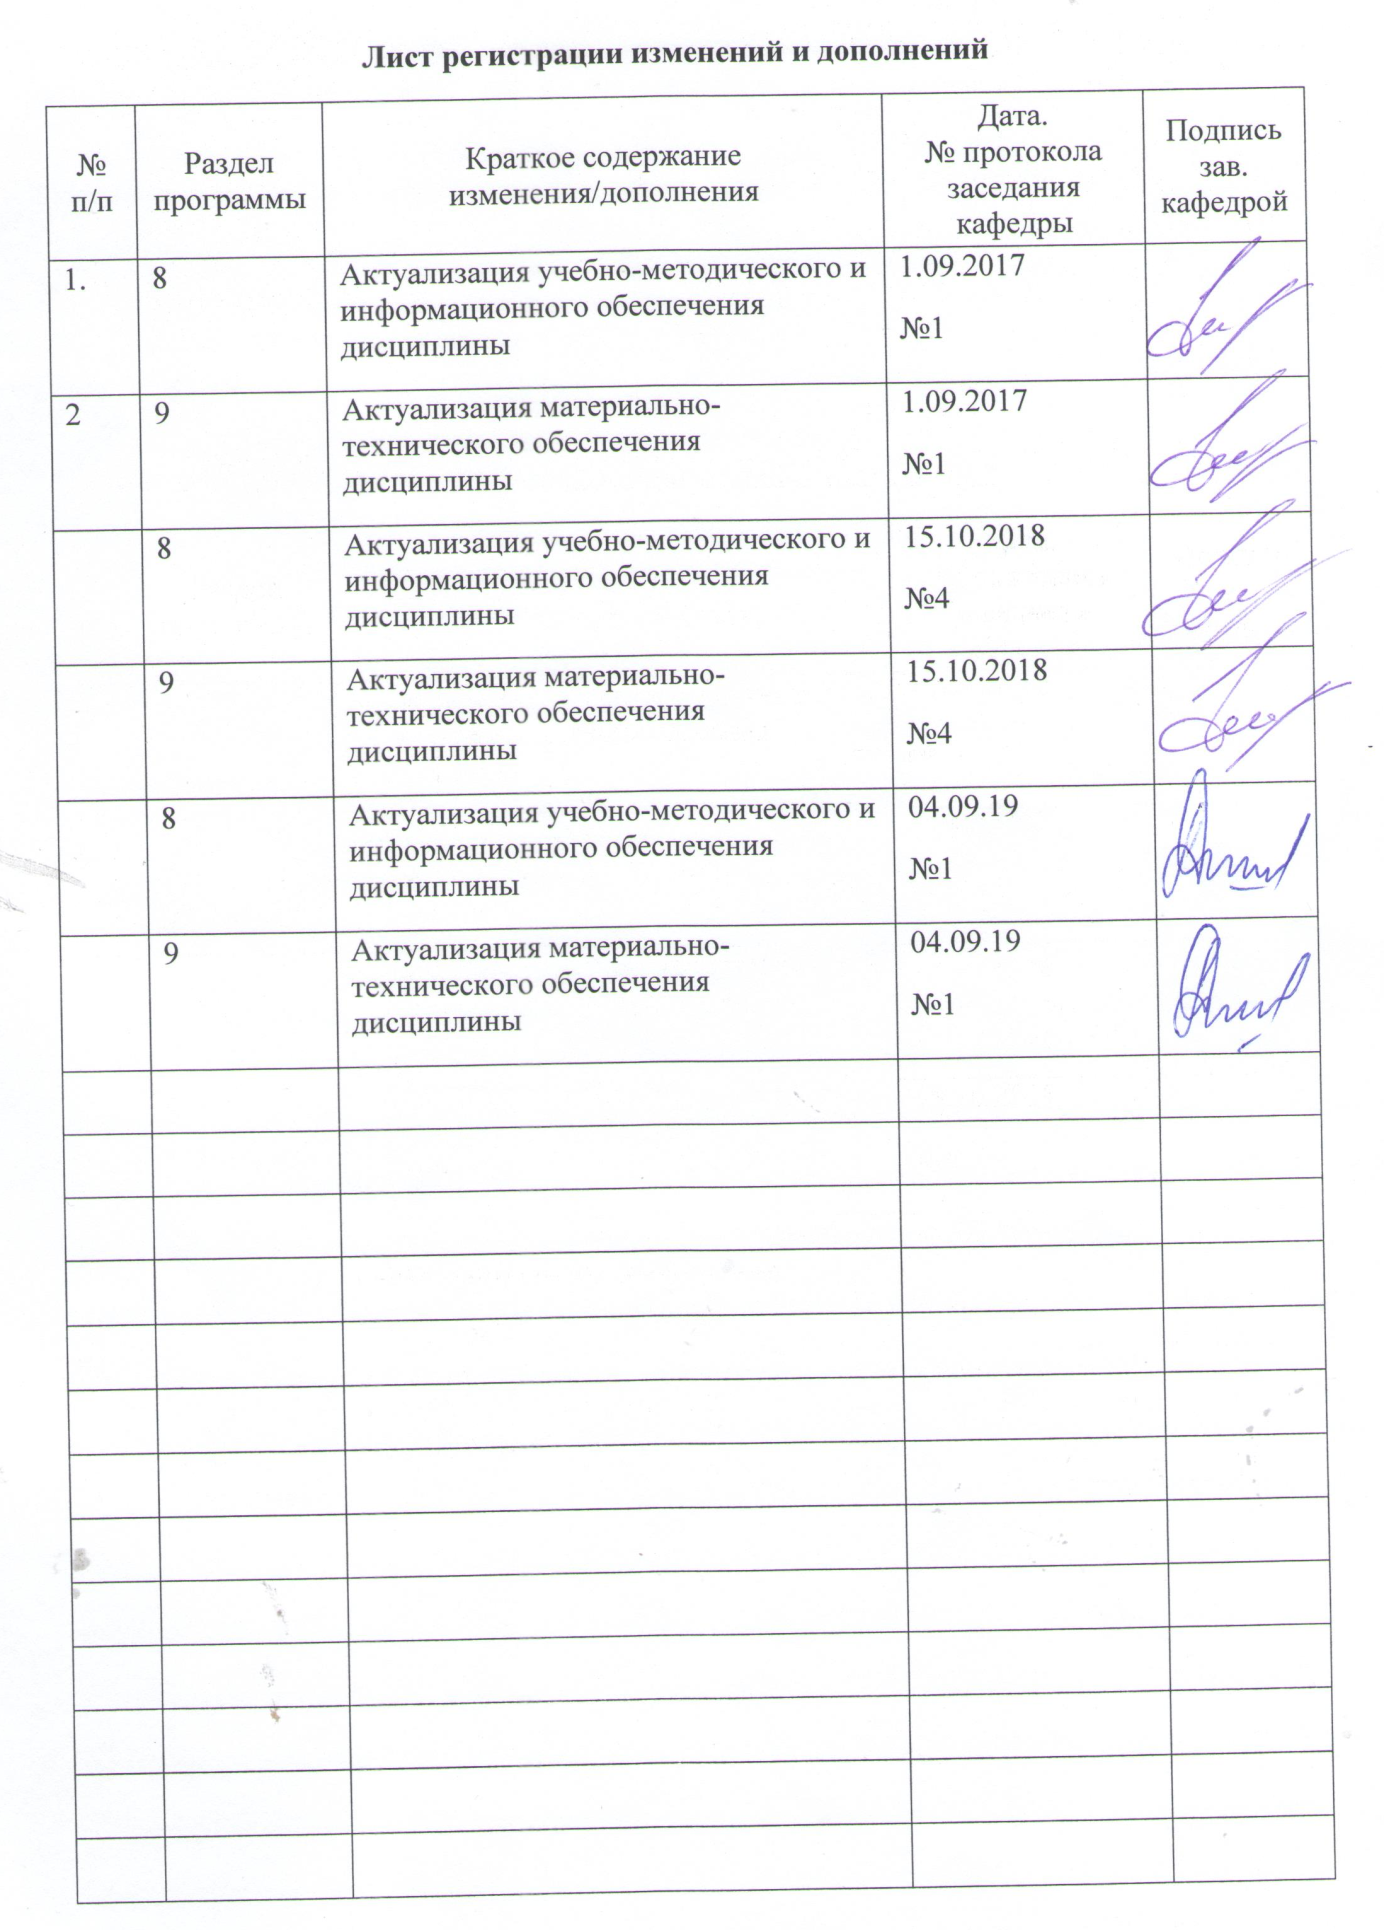 Лист регистрации изменений и дополнений
№
п/п
Раздел
программы
Краткое содержание
изменения/дополнения
Дата.
№ протокола
заседания
кафедры
Подпись
зав.
кафедрой
1.
8
Актуализация учебно-методического и
информационного обеспечения
дисциплины
1.09.2017
№1
2
9
Актуализация материально-
технического обеспечения
дисциплины
1.09.2017
№1
8
Актуализация учебно-методического и
информационного обеспечения
дисциплины
15.10.2018
№4
9
Актуализация материально-
технического обеспечения
дисциплины
15.10.2018
№4
8
Актуализация учебно-методического и
информационного обеспечения
дисциплины
04.09.19
№1
9
Актуализация материально-
технического обеспечения
дисциплины
04.09.19
№1